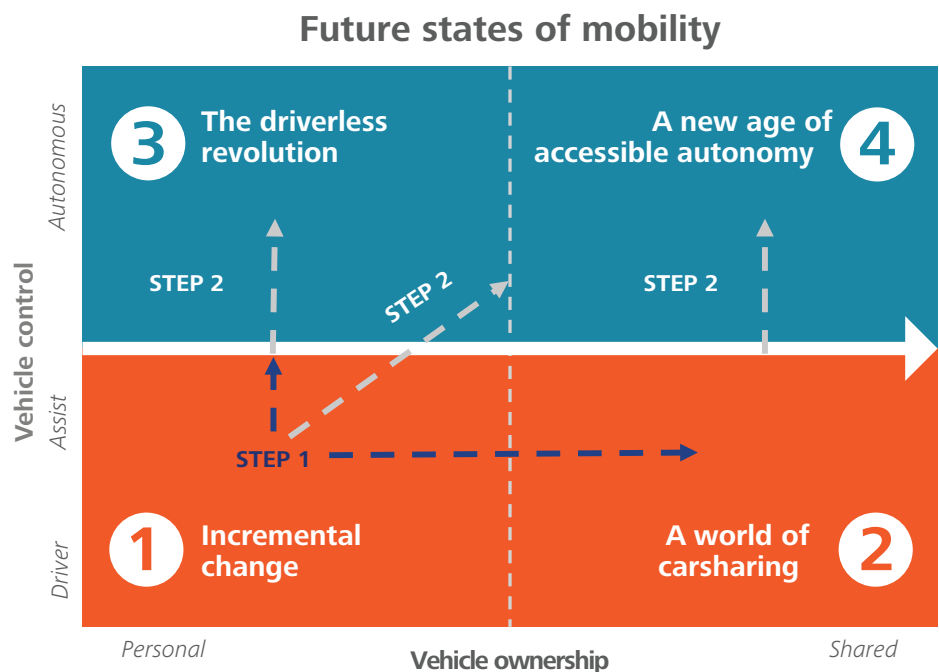 Future states of mobility
Autonomous
3
The driverless
revolution
A new age of
accessible autonomy
4
STEP 2
STEP 2
STEP 2
Vehicle control
Assist
STEP 1
Driver
1
Incremental
change
A world of
carsharing
2
Personal
Vehicle ownership
Shared